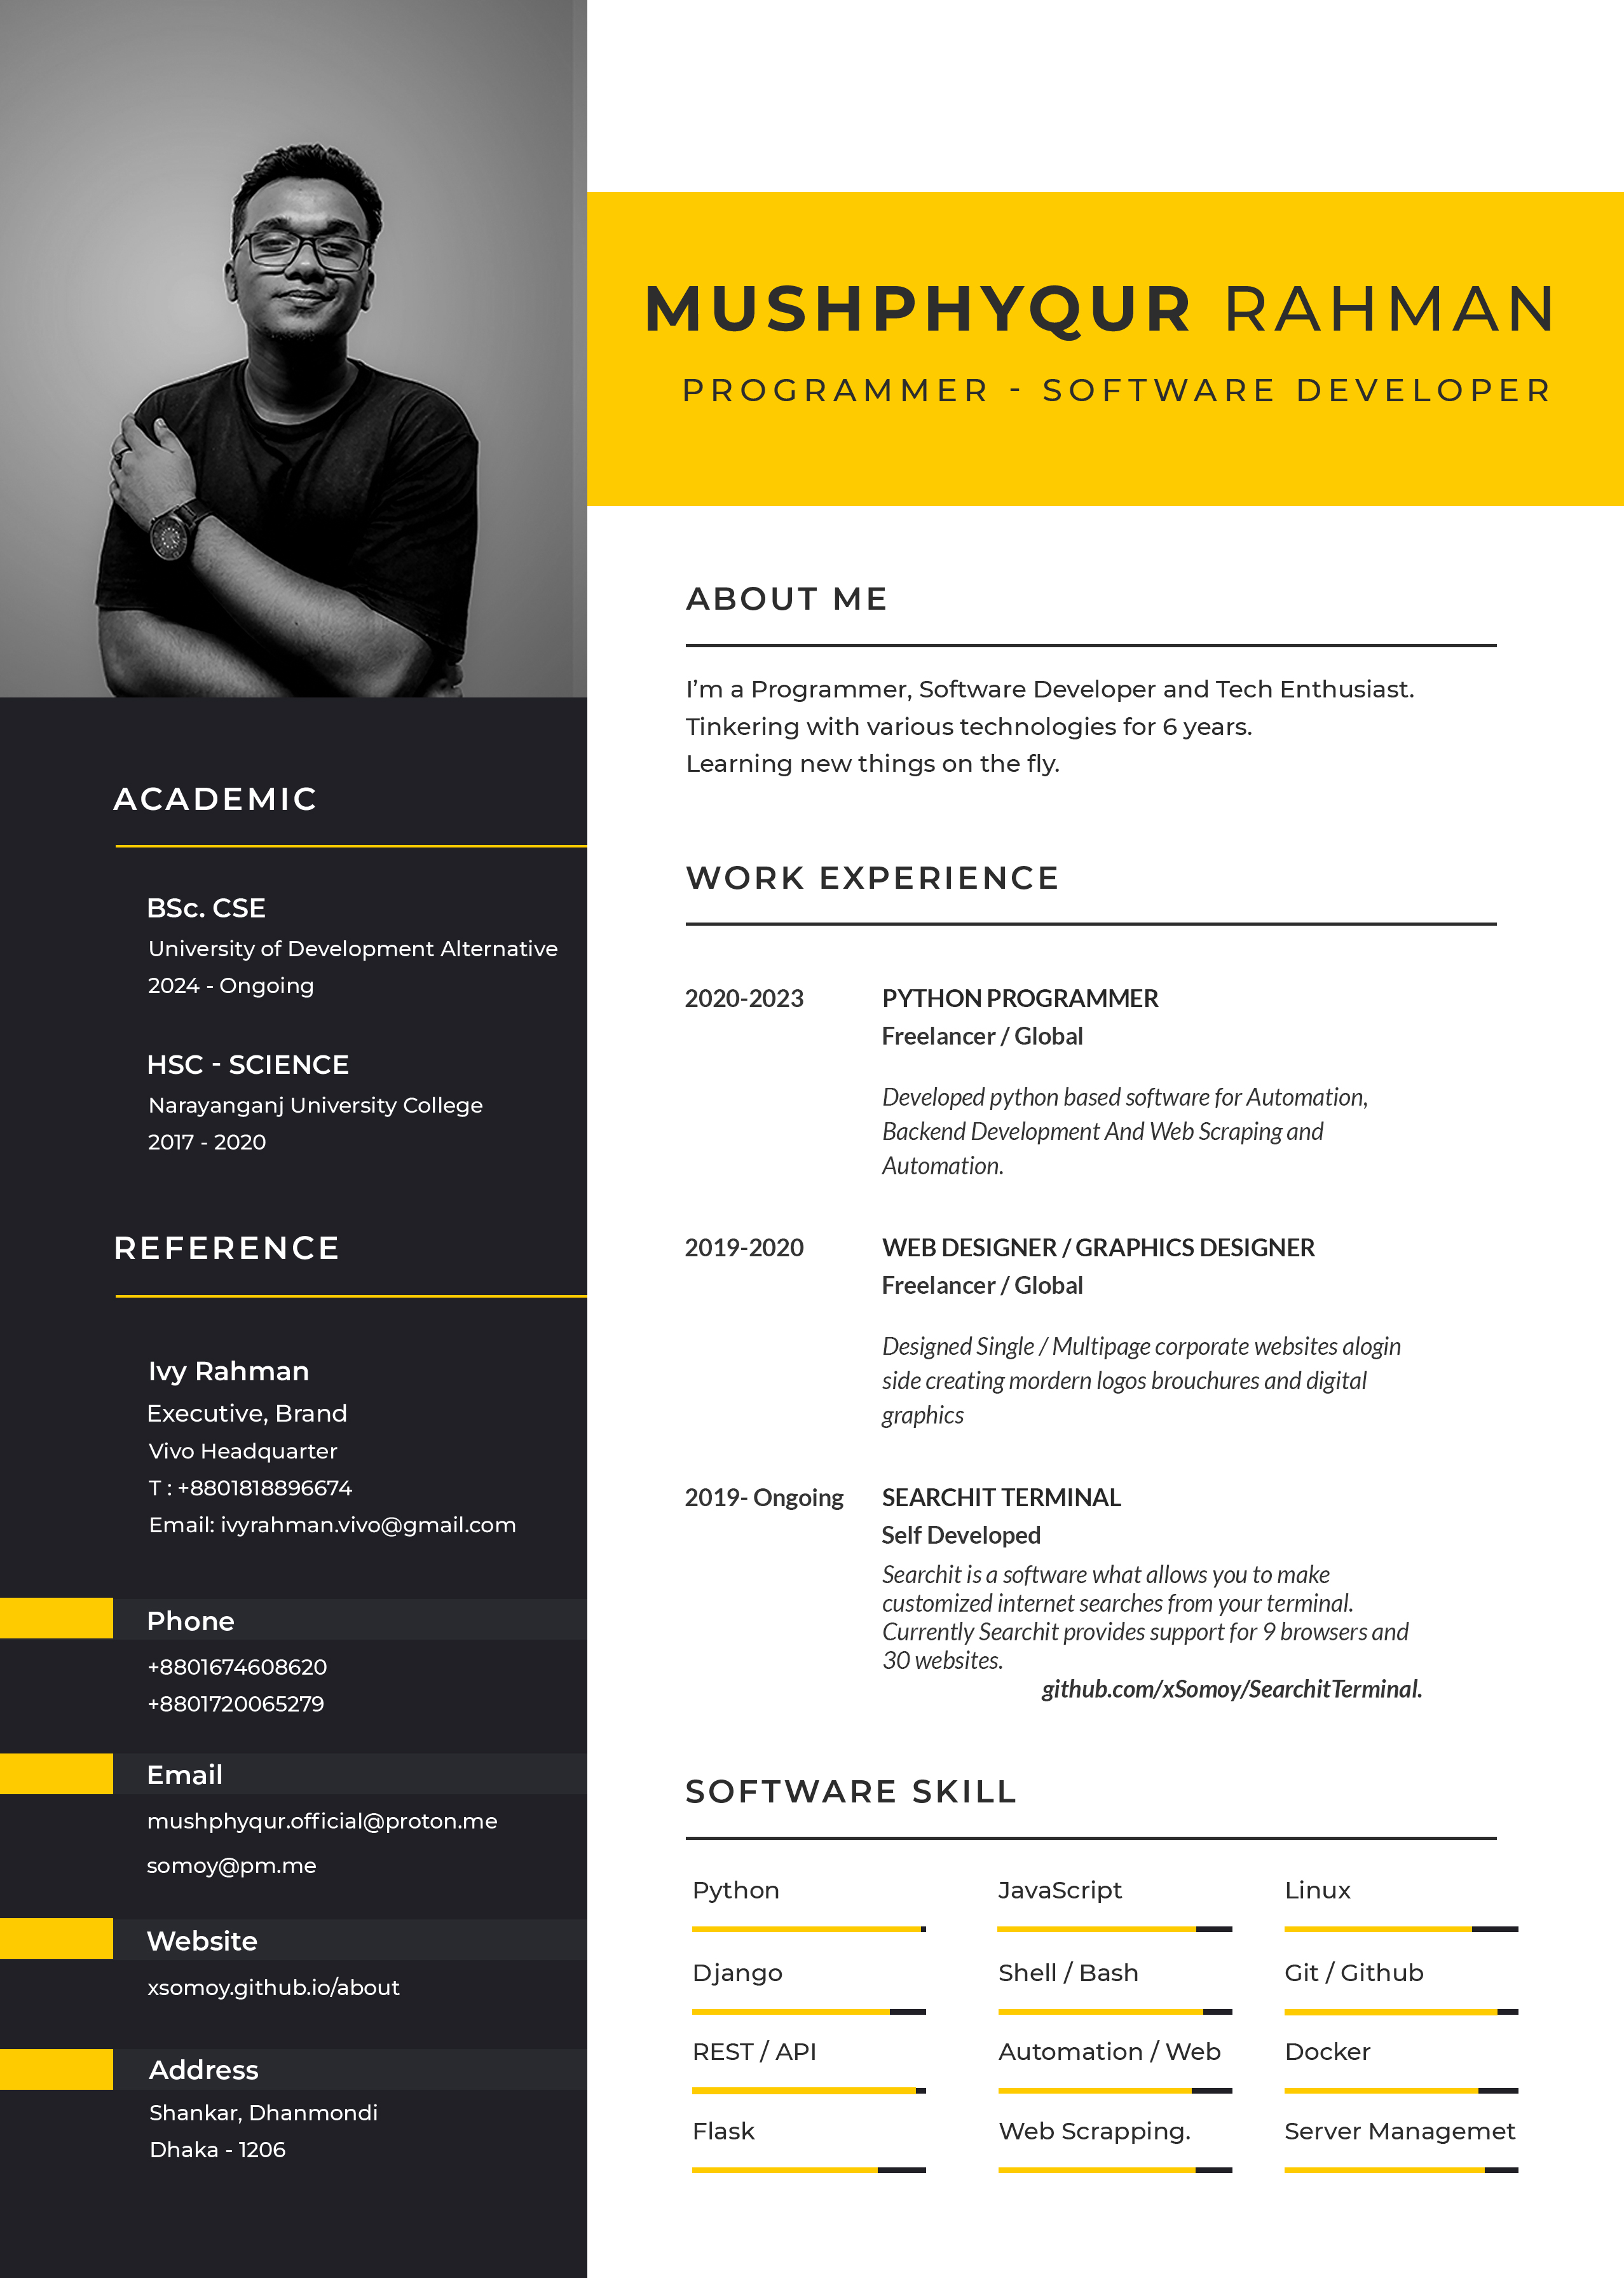 MUSHPHYQUR RAHMAN
PROGRAMMER - SOFTWARE DEVELOPER
ACADEMIC
BSc. CSE
University of Development Alternative
2024 - Ongoing
HSC - SCIENCE
Narayanganj University College
2017 - 2020
REFERENCE
Ivy Rahman
Executive, Brand
Vivo Headquarter
T : +8801818896674
Email: ivyrahman.vivo@gmail.com
Phone
+8801674608620
+8801720065279
Email
mushphyqur.official@proton.me
somoy@pm.me
Website
xsomoy.github.io/about
Address
Shankar, Dhanmondi
Dhaka - 1206
ABOUT ME
I’m a Programmer, Software Developer and Tech Enthusiast.
Tinkering with various technologies for 6 years.
Learning new things on the fly.
WORK EXPERIENCE
2020-2023 PYTHON PROGRAMMER
Freelancer / Global
Developed python based software for Automation,
Backend Development And Web Scraping and
Automation.
2019-2020 WEB DESIGNER / GRAPHICS DESIGNER
Freelancer / Global
Designed Single / Multipage corporate websites alogin
side creating mordern logos brouchures and digital
graphics
2019- Ongoing SEARCHIT TERMINAL
Self Developed
Searchit is a software what allows you to make
customized internet searches from your terminal.
Currently Searchit provides support for 9 browsers and
30 websites.
github.com/xSomoy/SearchitTerminal.
SOFTWARE SKILL
Python JavaScript Linux
Django Shell / Bash Git / Github
REST / API Automation / Web Docker
Flask Web Scrapping. Server Managemet